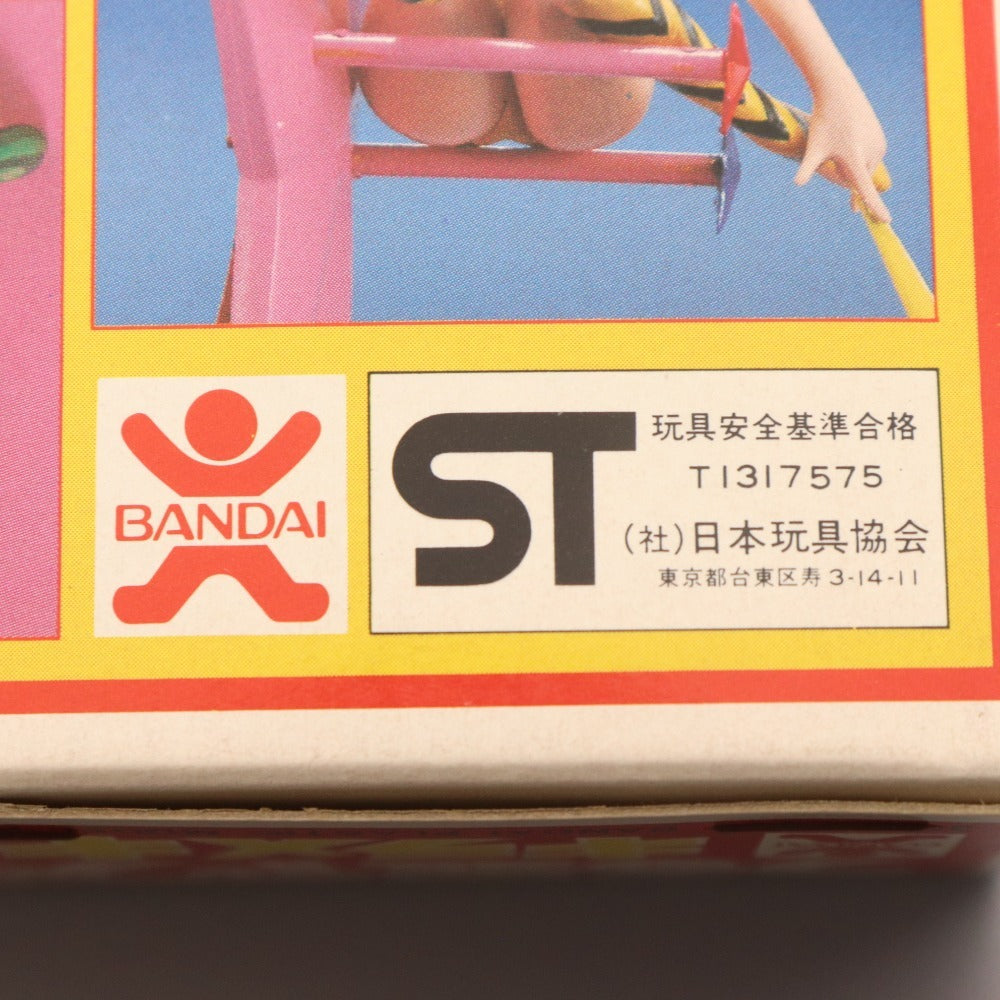 BANDAI
ST
玩具安全基準合格
T1317575
(社)日本玩具協会
東京都台東区寿3-14-11